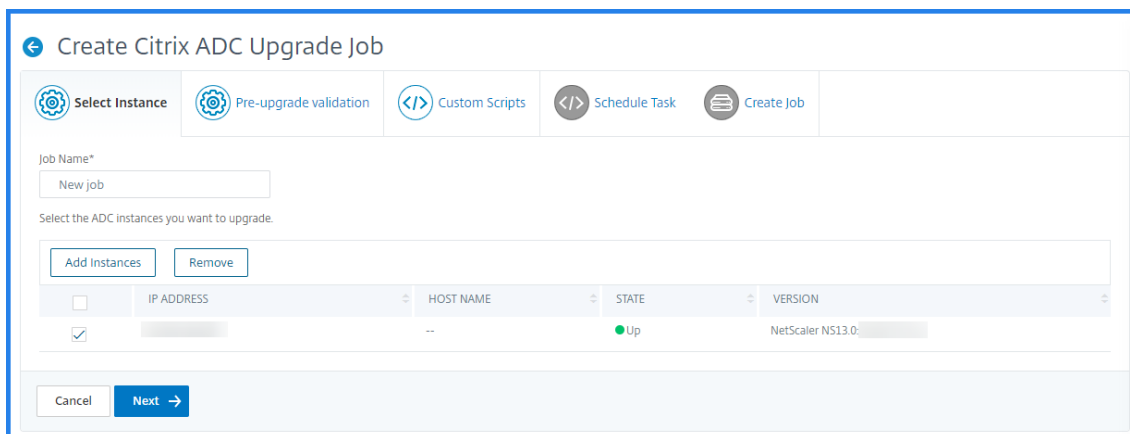 Create Citrix ADC Upgrade Job
Select Instance Pre-upgrade validation Custom Scripts Schedule Task Create Job
Job Name*
New job
Select the ADC instances you want to upgrade.
Add Instances Remove
IP ADDRESS HOST NAME STATE VERSION
-- Up NetScaler NS13.0:
Cancel Next